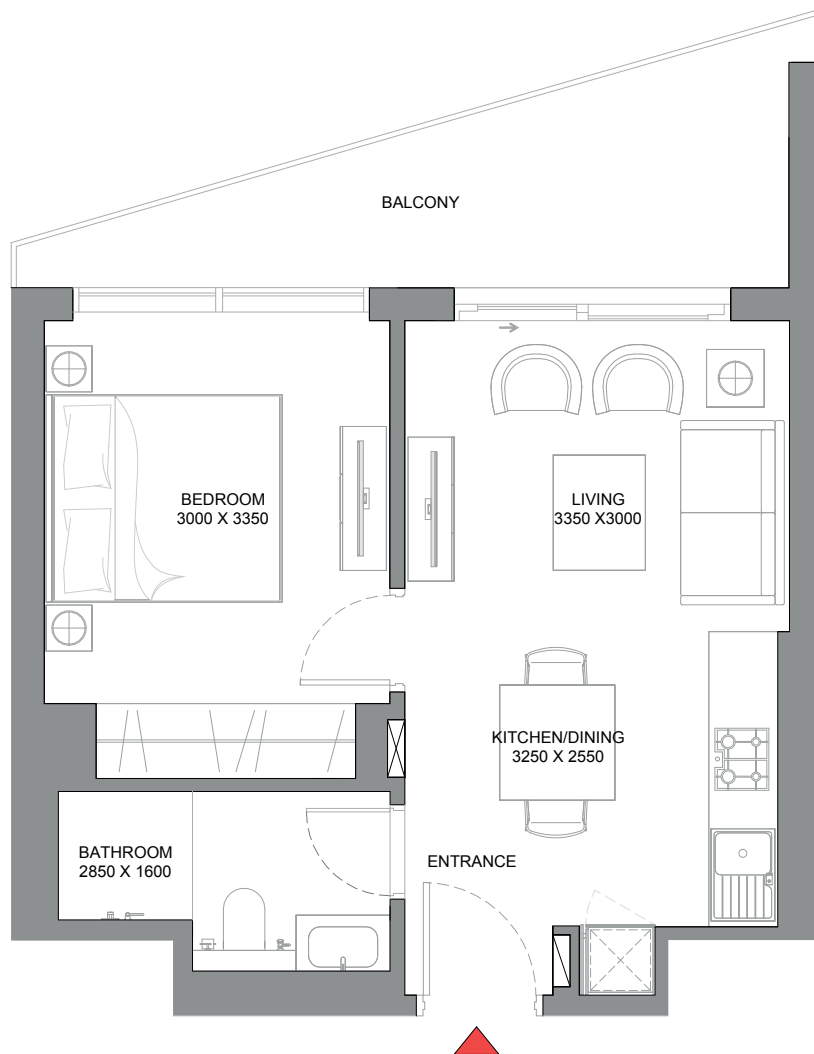 BALCONY
BEDROOM
3000 X 3350
LIVING
3350 X3000
KITCHEN/DINING
3250 X 2550
BATHROOM
2850 X 1600
ENTRANCE